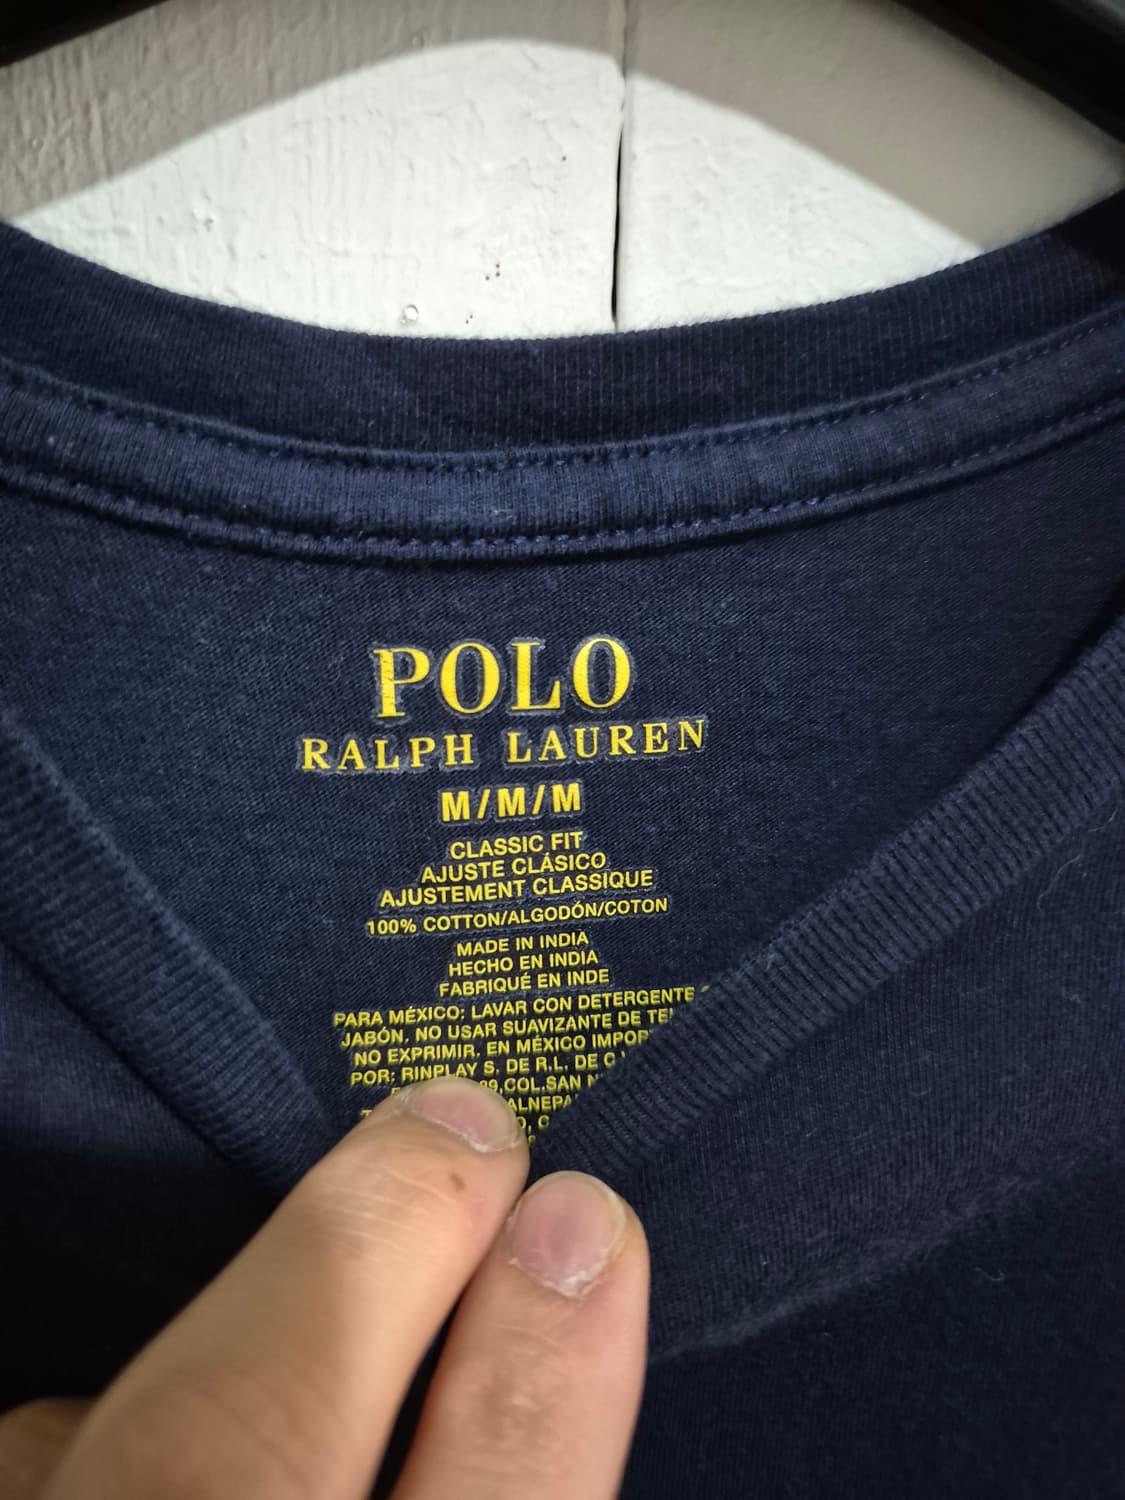 POLO
RALPH LAUREN
M/M/M
CLASSIC FIT
AJUSTE CLÁSICO
AJUSTEMENT CLASSIQUE
100% COTTON/ALGODÓN/COTON
MADE IN INDIA
HECHO EN INDIA
FABRIQUÉ EN INDE
PARA MÉXICO: LAVAR CON DETERGENTE
JABÓN, NO USAR SUAVIZANTE DE
NO EXPRIMIR. EN MÉXICO
POR: RINPLAY S. DE R.L. DE
COL.SAN